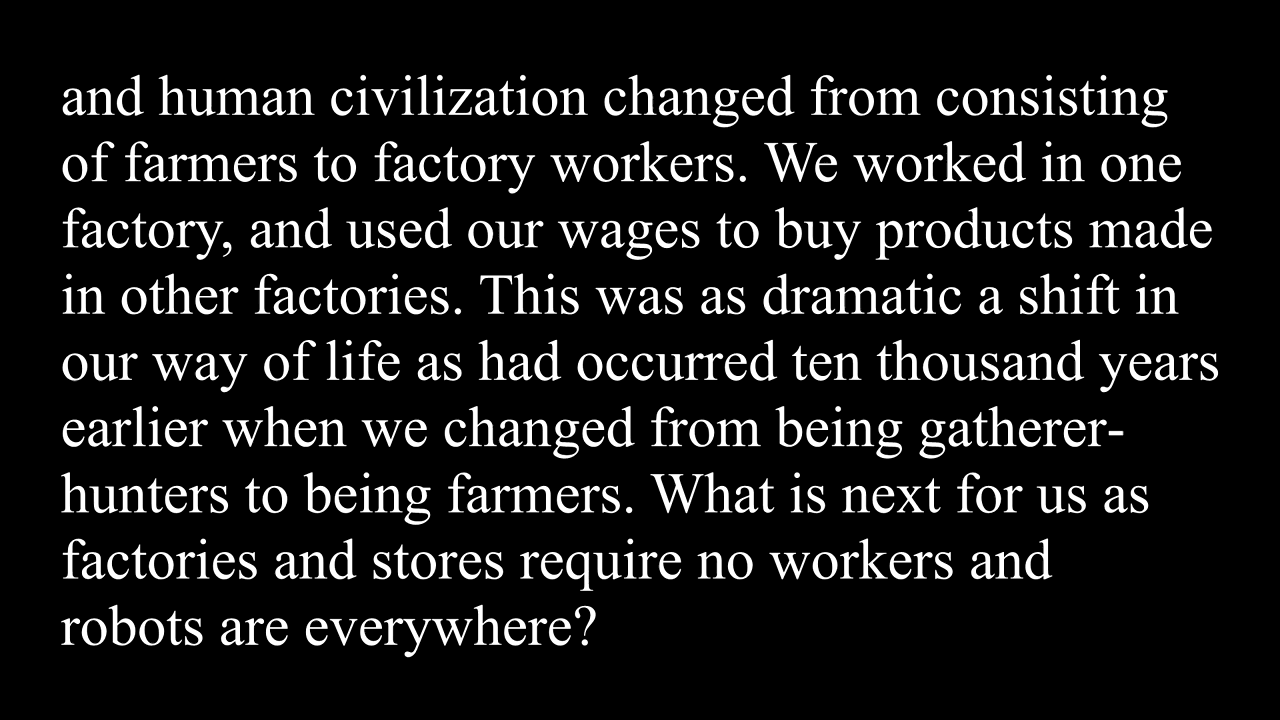 and human civilization changed from consisting
of farmers to factory workers. We worked in one
factory, and used our wages to buy products made
in other factories. This was as dramatic a shift in
our way of life as had occurred ten thousand years
earlier when we changed from being gatherer-
hunters to being farmers. What is next for us as
factories and stores require no workers and
robots are everywhere?